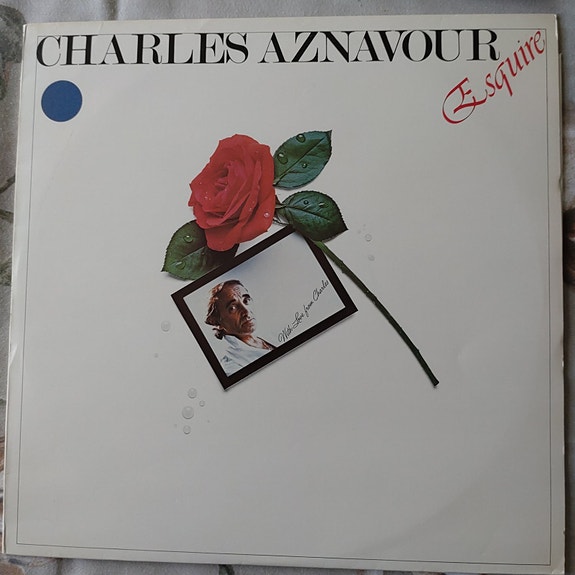 CHARLES AZNAVOUR
Esquire
With Love from Charles